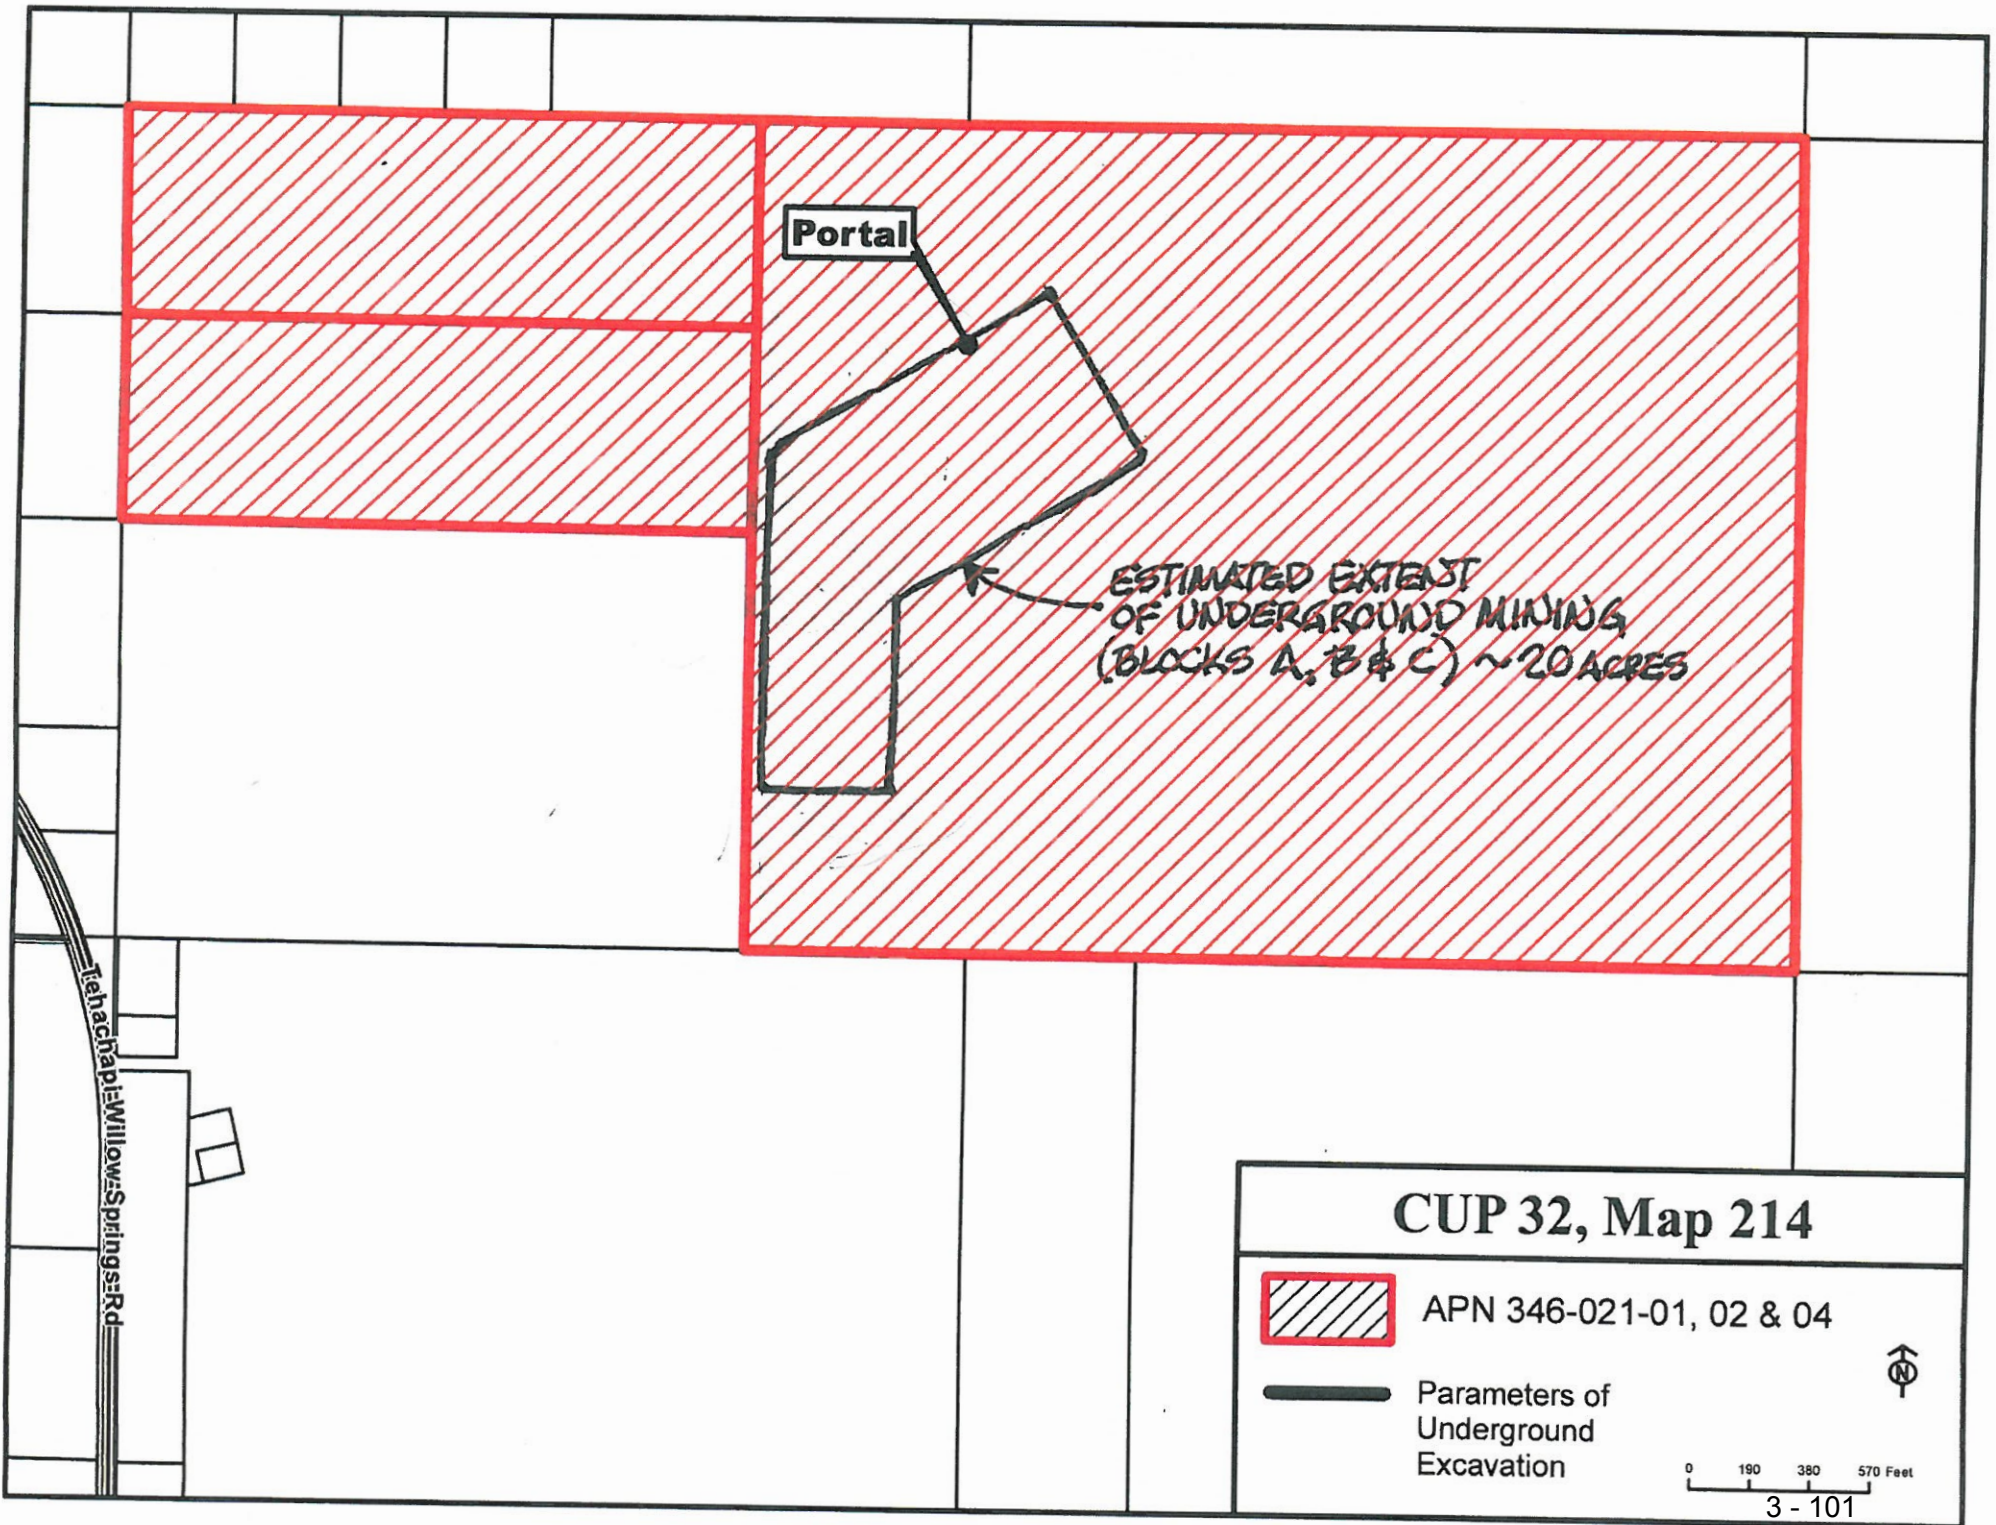 Portal
ESTIMATED EXTENT
OF UNDERGROUND MINING
(BLOCKS A, B & C) ~ 20 ACRES
Tehachapi-Willow-Springs-Rd
CUP 32, Map 214
APN 346-021-01, 02 & 04
N
Parameters of
Underground
Excavation
0 190 380 570 Feet
3 - 101